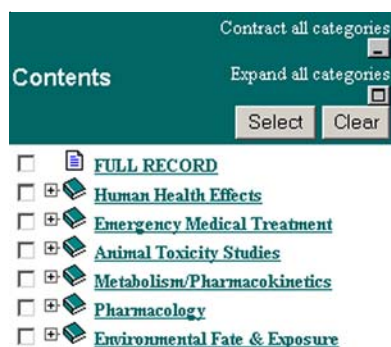 Contract all categories
Contents
Expand all categories
Select Clear
FULL RECORD
Human Health Effects
Emergency Medical Treatment
Animal Toxicity Studies
Metabolism/Pharmacokinetics
Pharmacology
Environmental Fate & Exposure